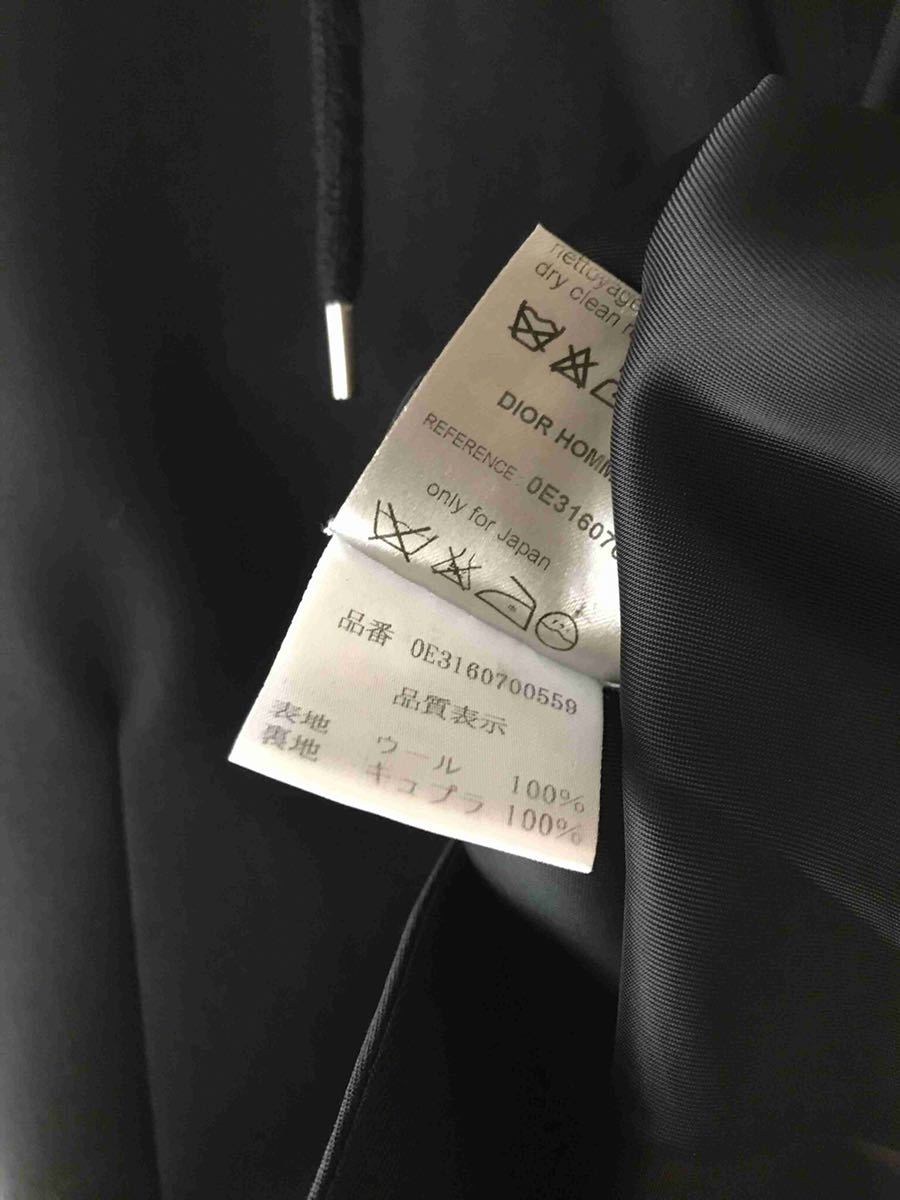 nettoyage
dry clean
DIOR HOMM
REFERENCE : 0E31607
only for Japan
品番 0E3160700559
品質表示
表地 ウール 100%
裏地 キュプラ 100%